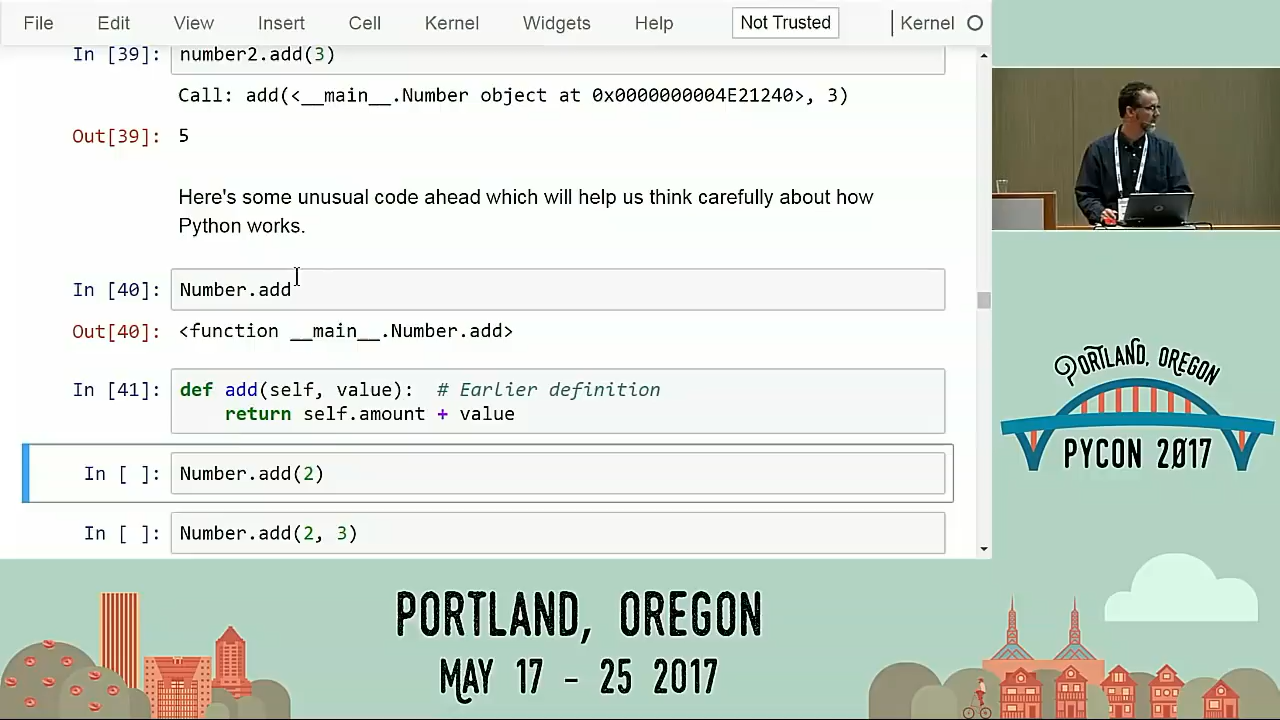 File Edit View Insert Cell Kernel Widgets Help Not Trusted Kernel
In [39]: number2.add(3)
Call: add(<__main__.Number object at 0x0000000004E21240>, 3)
Out[39]: 5
Here's some unusual code ahead which will help us think carefully about how
Python works.
In [40]: Number.add
Out[40]: <function __main__.Number.add>
In [41]: def add(self, value):  # Earlier definition
return self.amount + value
In [ ]: Number.add(2)
In [ ]: Number.add(2, 3)
PORTLAND, OREGON
PYCON 2017
PORTLAND, OREGON
MAY 17 - 25 2017